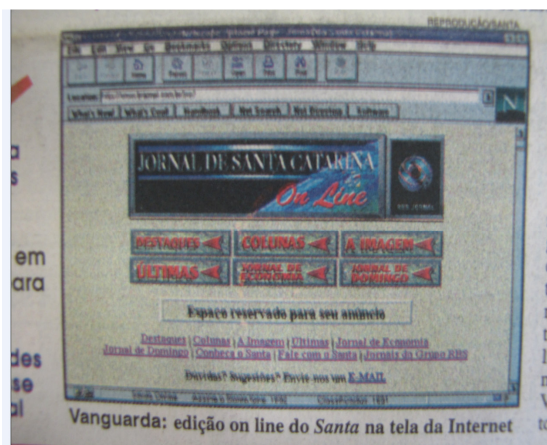 REPRODUÇÃO/SANTA
File Edit View Go Bookmarks Options Directory Window Help
Location:
What's New! What's Cool! Handbook Net Search Net Directory Software
N
JORNAL DE SANTA CATARINA
On Line
DESTAQUES COLUNAS A IMAGEM
ÚLTIMAS JORNAL DE ECONOMIA JORNAL DE DOMINGO
Espaço reservado para seu anúncio
Destaques | Colunas | A Imagem | Últimas | Jornal de Economia
Jornal de Domingo | Conheça o Santa | Fale com o Santa | Jornais do Grupo RBS
Dúvidas? Sugestões? Envie-nos um E-MAIL
Vanguarda: edição on line do Santa na tela da Internet
em
ara
des
se
al